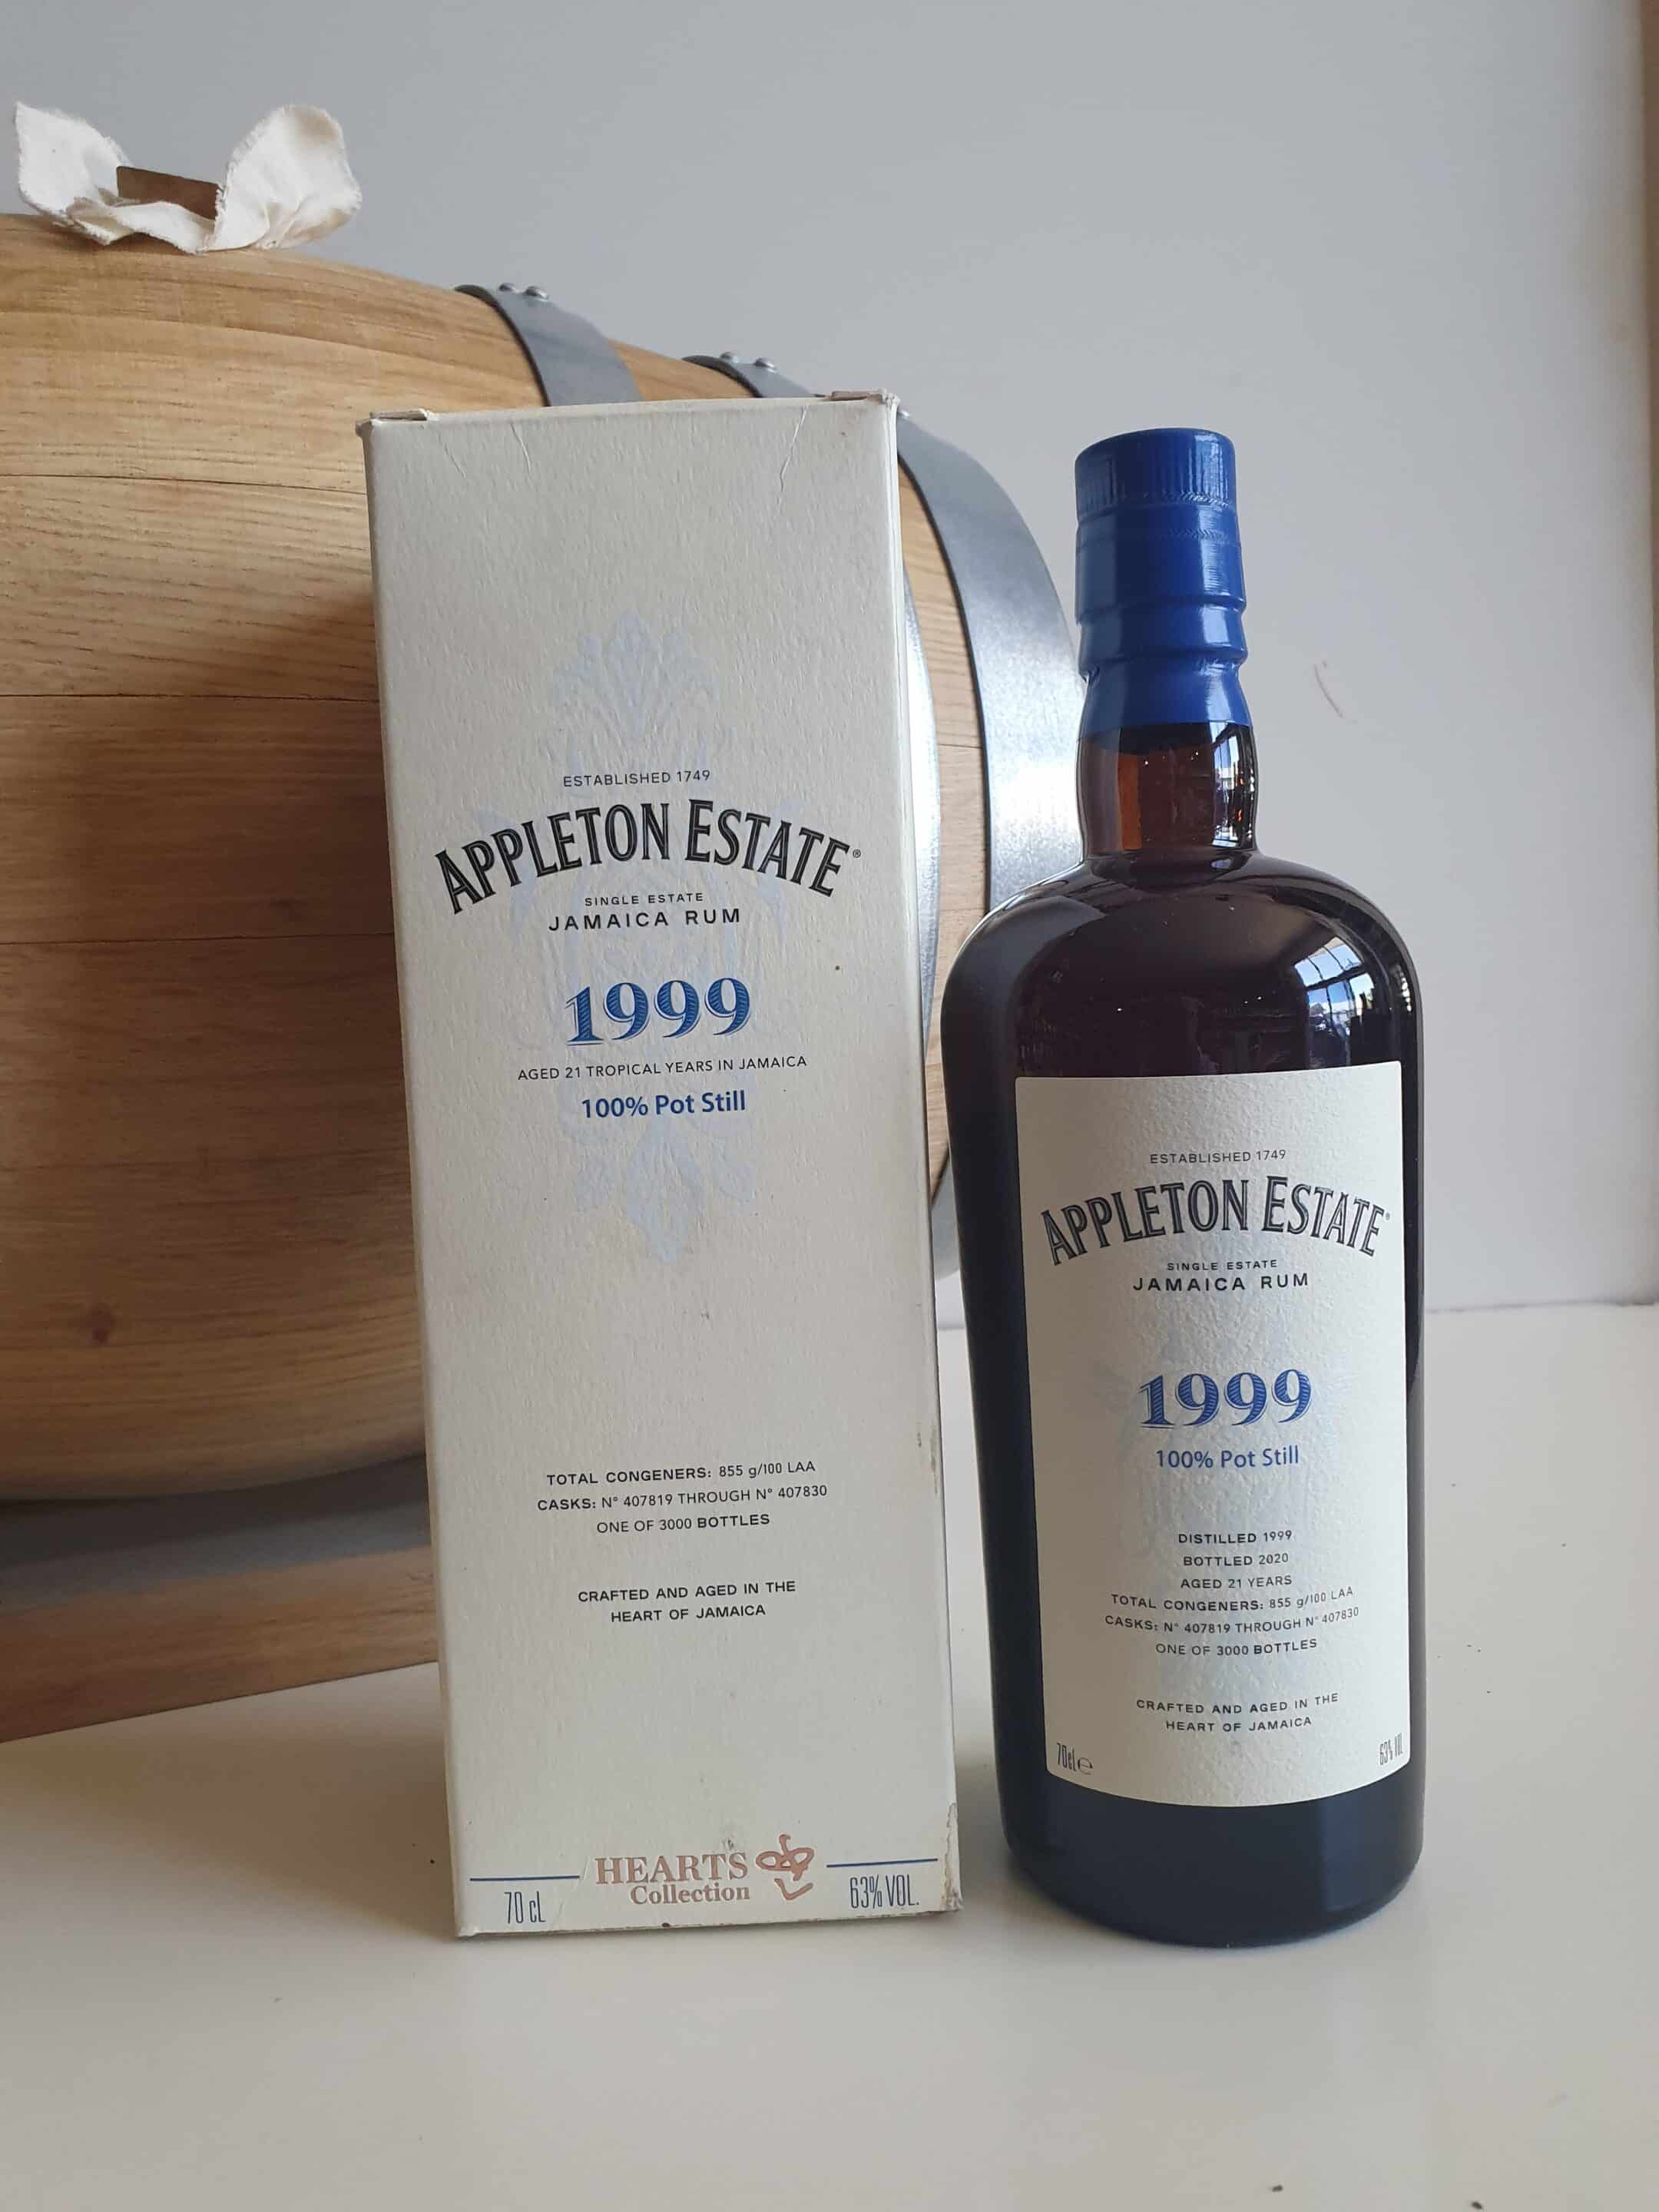 ESTABLISHED 1749
APPLETON ESTATE®
SINGLE ESTATE
JAMAICA RUM
1999
AGED 21 TROPICAL YEARS IN JAMAICA
100% Pot Still
TOTAL CONGENERS: 855 g/100 LAA
CASKS: N° 407819 THROUGH N° 407830
ONE OF 3000 BOTTLES
CRAFTED AND AGED IN THE
HEART OF JAMAICA
HEARTS
Collection
70 cL
63% VOL.
ESTABLISHED 1749
APPLETON ESTATE®
SINGLE ESTATE
JAMAICA RUM
1999
100% Pot Still
DISTILLED 1999
BOTTLED 2020
AGED 21 YEARS
TOTAL CONGENERS: 855 g/100 LAA
CASKS: N° 407819 THROUGH N° 407830
ONE OF 3000 BOTTLES
CRAFTED AND AGED IN THE
HEART OF JAMAICA
70cL℮
63% VOL